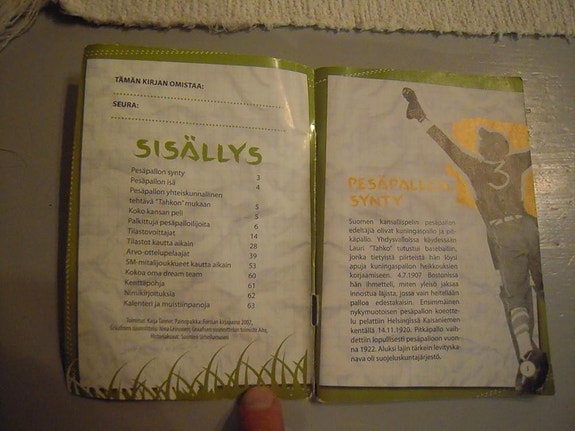 TÄMÄN KIRJAN OMISTAA:
SEURA:
SISÄLLYS
Pesäpallon synty 3
Pesäpallon isä 4
Pesäpallon yhteiskunnallinen
tehtävä "Tahkon" mukaan 5
Koko kansan peli 5
Palkittuja pesäpalloilijoita 6
Tilastovoittajat 14
Tilastot kautta aikain 28
Arvo-ottelupelaajat 39
SM-mitalijoukkueet kautta aikain 53
Kokoa oma dream team 60
Kenttäpohja 61
Nimikirjoituksia 62
Kalenteri ja muistiinpanoja 63
PESÄPALLON
SYNTY
Suomen kansallispelin pesäpallon
edeltäjä olivat kuningaspallo ja pit-
käpallo. Yhdysvalloissa käydessään
Lauri "Tahko" tutustui baseballiin,
jonka tietyistä piirteistä hän löysi
apuja kuningaspallon heikkouksien
korjaamiseen. 4.7.1907 Bostonissa
hän ihmetteli, miten yleisö jaksaa
innostua lajista, jossa vain heitellään
palloa edestakaisin. Ensimmäinen
nykymuotoisen pesäpallon koeotte-
lu pelattiin Helsingissä Kaisaniemen
kentällä 14.11.1920. Pitkäpallo vaih-
dettiin lopullisesti pesäpalloon vuon-
na 1922. Aluksi lajin tärkein levityska-
nava oli suojeluskuntajärjestö.
3